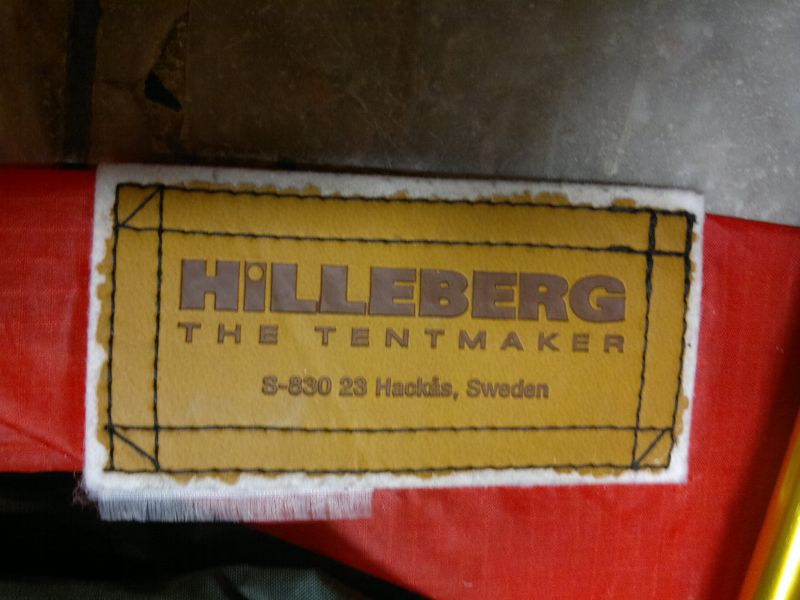 HiLLEBERG
THE TENTMAKER
S-830 23 Hackås, Sweden